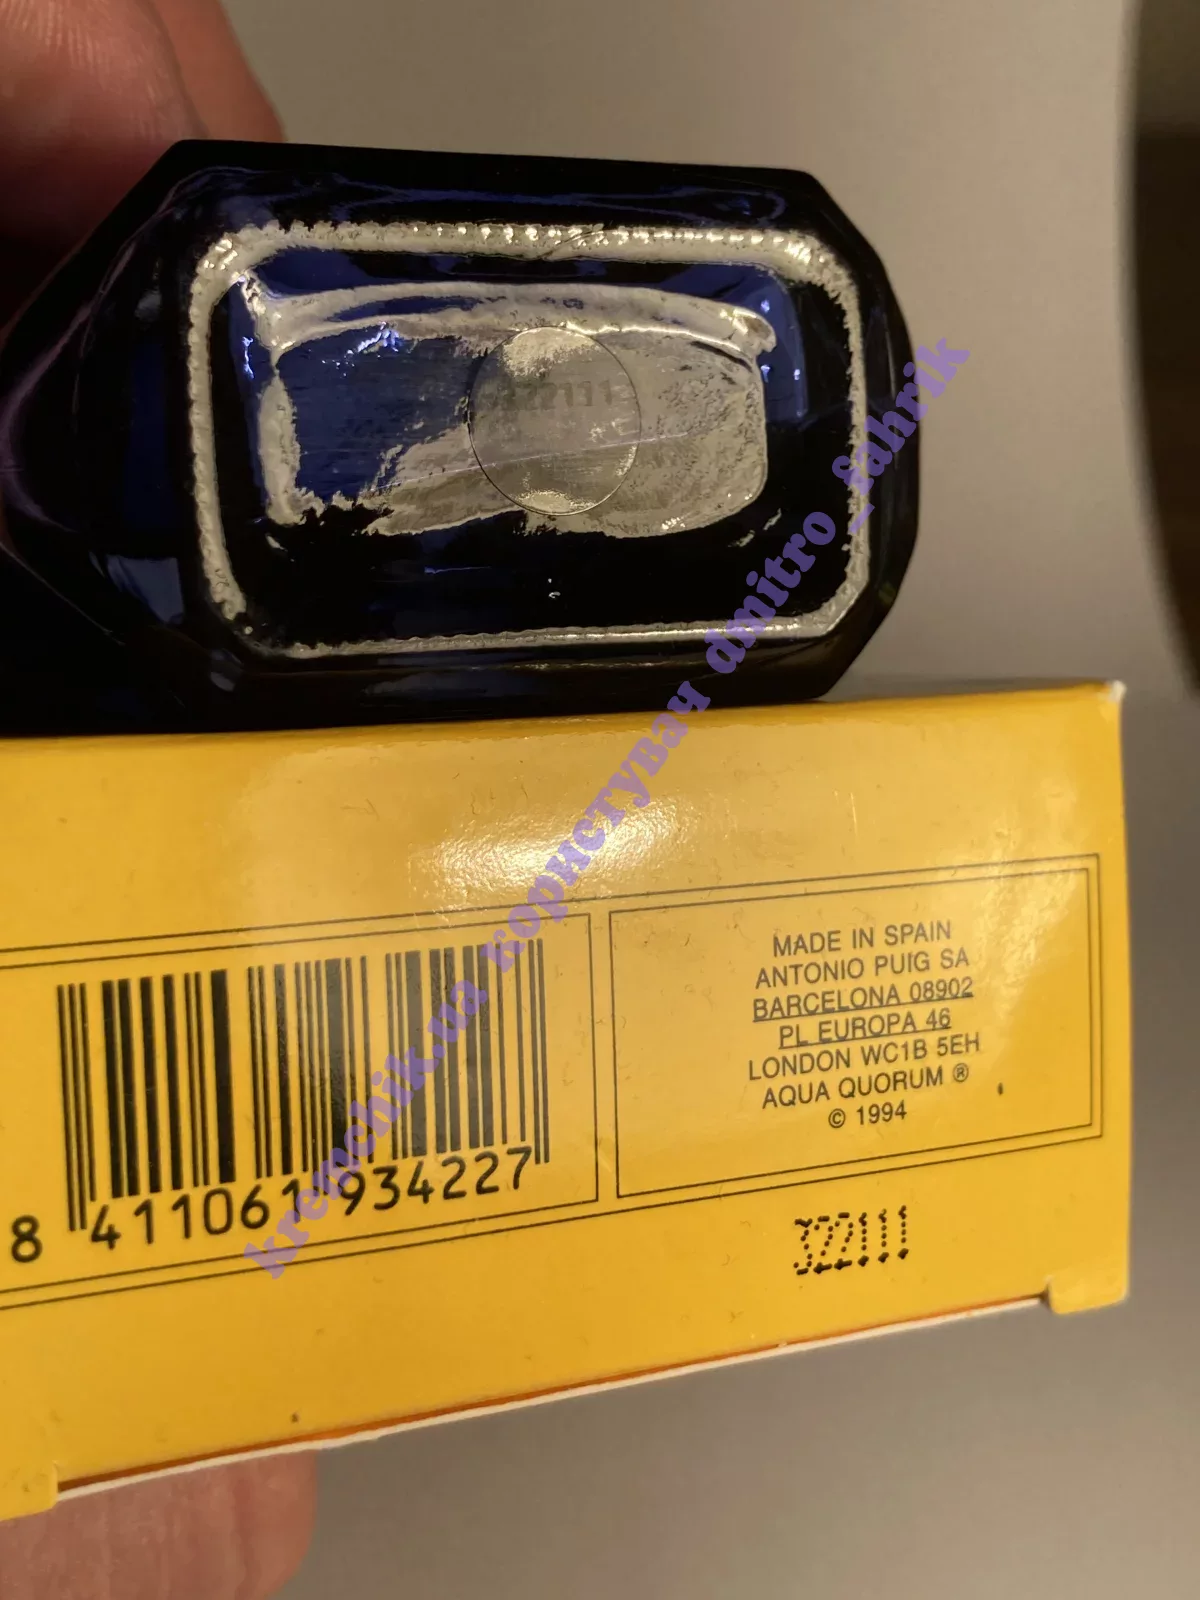 322111
MADE IN SPAIN
ANTONIO PUIG SA
BARCELONA 08902
PL EUROPA 46
LONDON WC1B 5EH
AQUA QUORUM ®
© 1994
8 411061 934227
322111
kremchik.ua користувач dmitro_fahrik